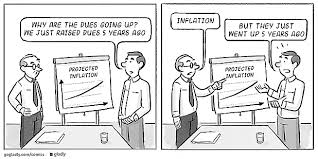 WHY ARE THE DUES GOING UP?
WE JUST RAISED DUES 5 YEARS AGO
PROJECTED
INFLATION
INFLATION
BUT THEY JUST
WENT UP 5 YEARS AGO
PROJECTED
INFLATION
gogladly.com/comics
gladly